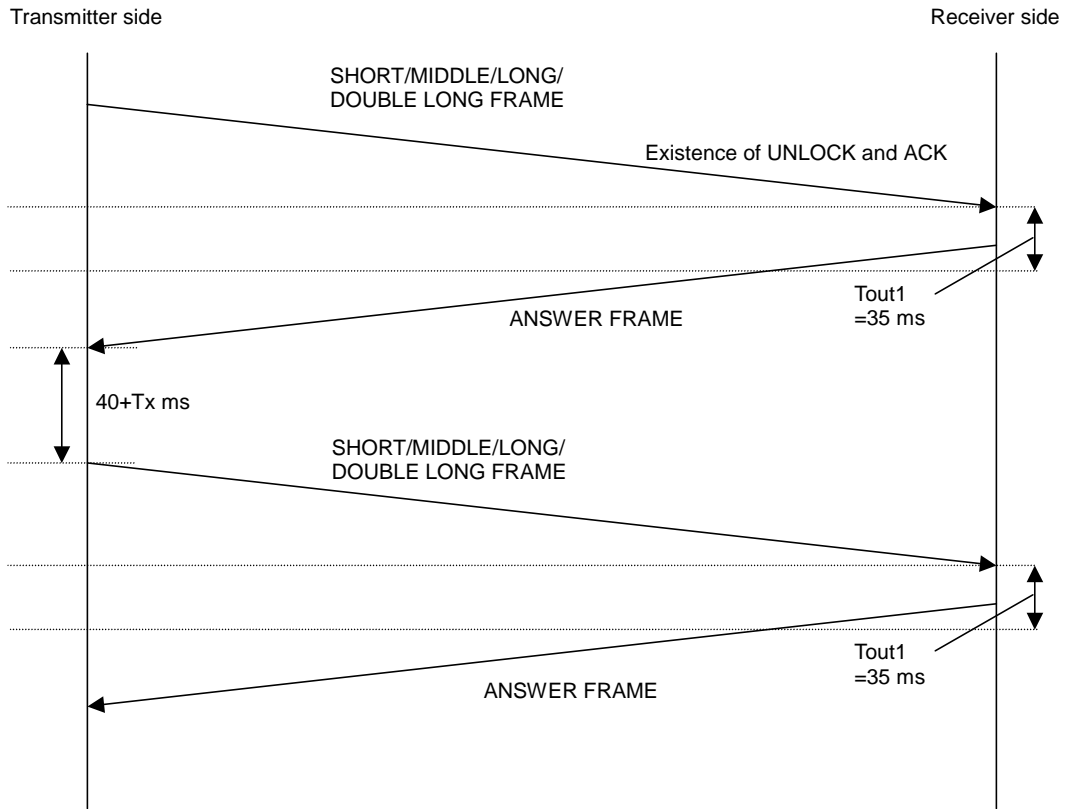 Transmitter side
Receiver side
SHORT/MIDDLE/LONG/
DOUBLE LONG FRAME
Existence of UNLOCK and ACK
Tout1
=35 ms
ANSWER FRAME
40+Tx ms
SHORT/MIDDLE/LONG/
DOUBLE LONG FRAME
Tout1
=35 ms
ANSWER FRAME